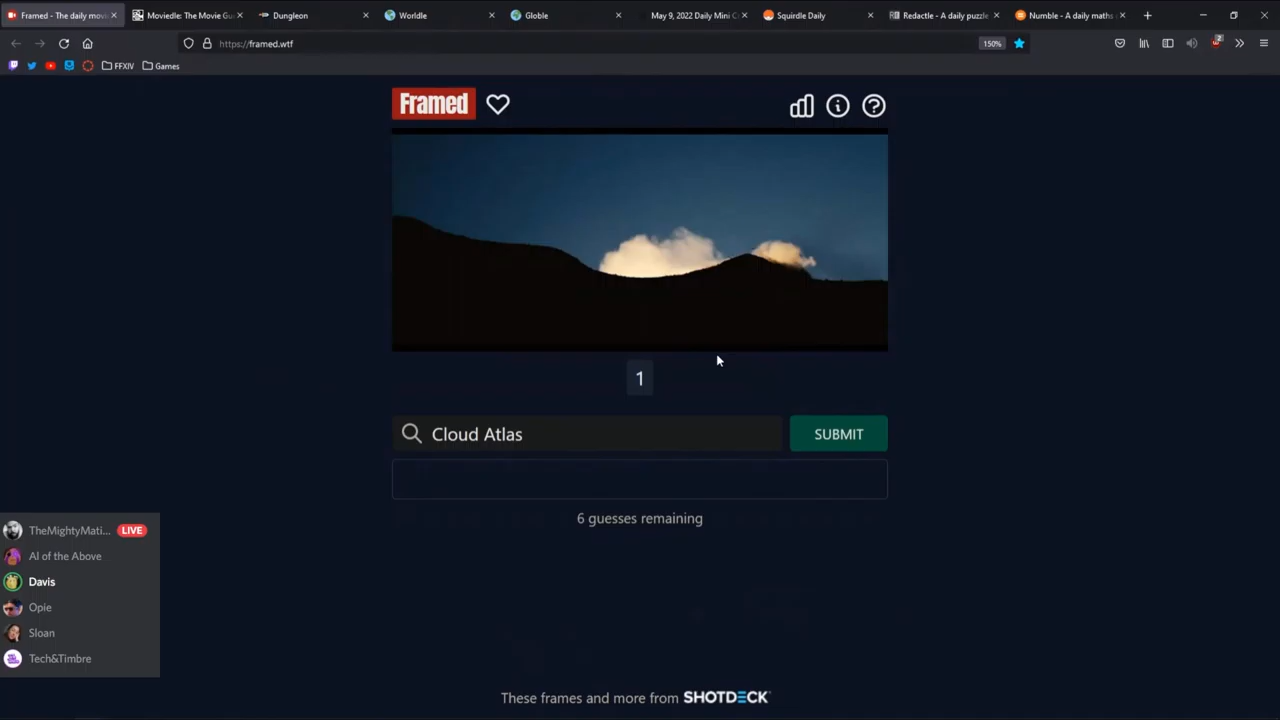 Framed - The daily movi
Moviedle: The Movie Gu
Dungleon
Worldle
Globle
May 9, 2022 Daily Mini C
Squirdle Daily
Redactle - A daily puzzle
Numble - A daily maths
https://framed.wtf
150%
2
FFXIV
Games
Framed
1
Cloud Atlas
SUBMIT
6 guesses remaining
TheMightyMati... LIVE
Al of the Above
Davis
Opie
Sloan
Tech&Timbre
These frames and more from SHOTDECK